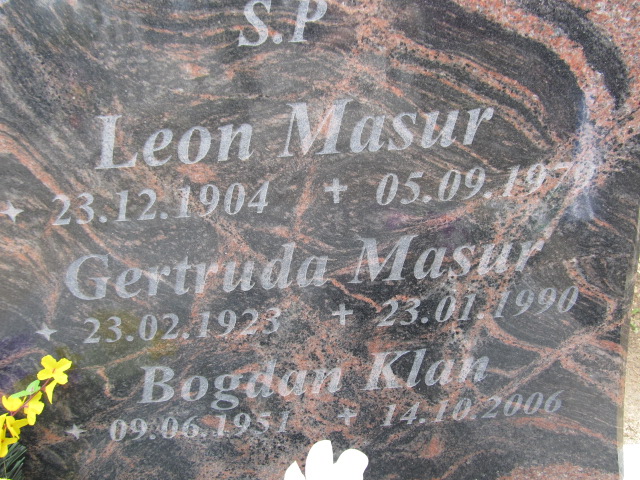 S.P
Leon Masur
23.12.1904 05.09.1979
Gertruda Masur
23.02.1923 23.01.1990
Bogdan Klan
09.06.1951 14.10.2006